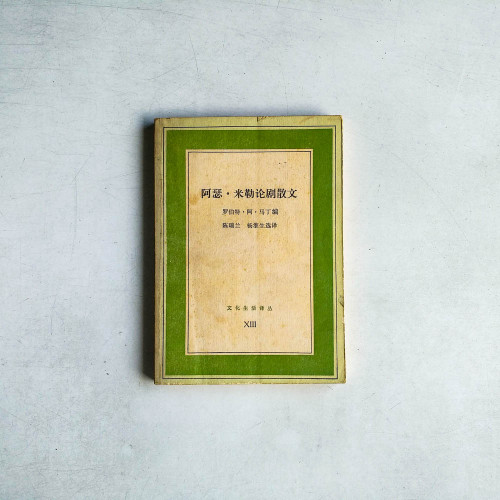 阿瑟·米勒论剧散文
罗伯特·阿·马丁编
陈瑞兰 杨淮生选译
文化生活译丛
XIII